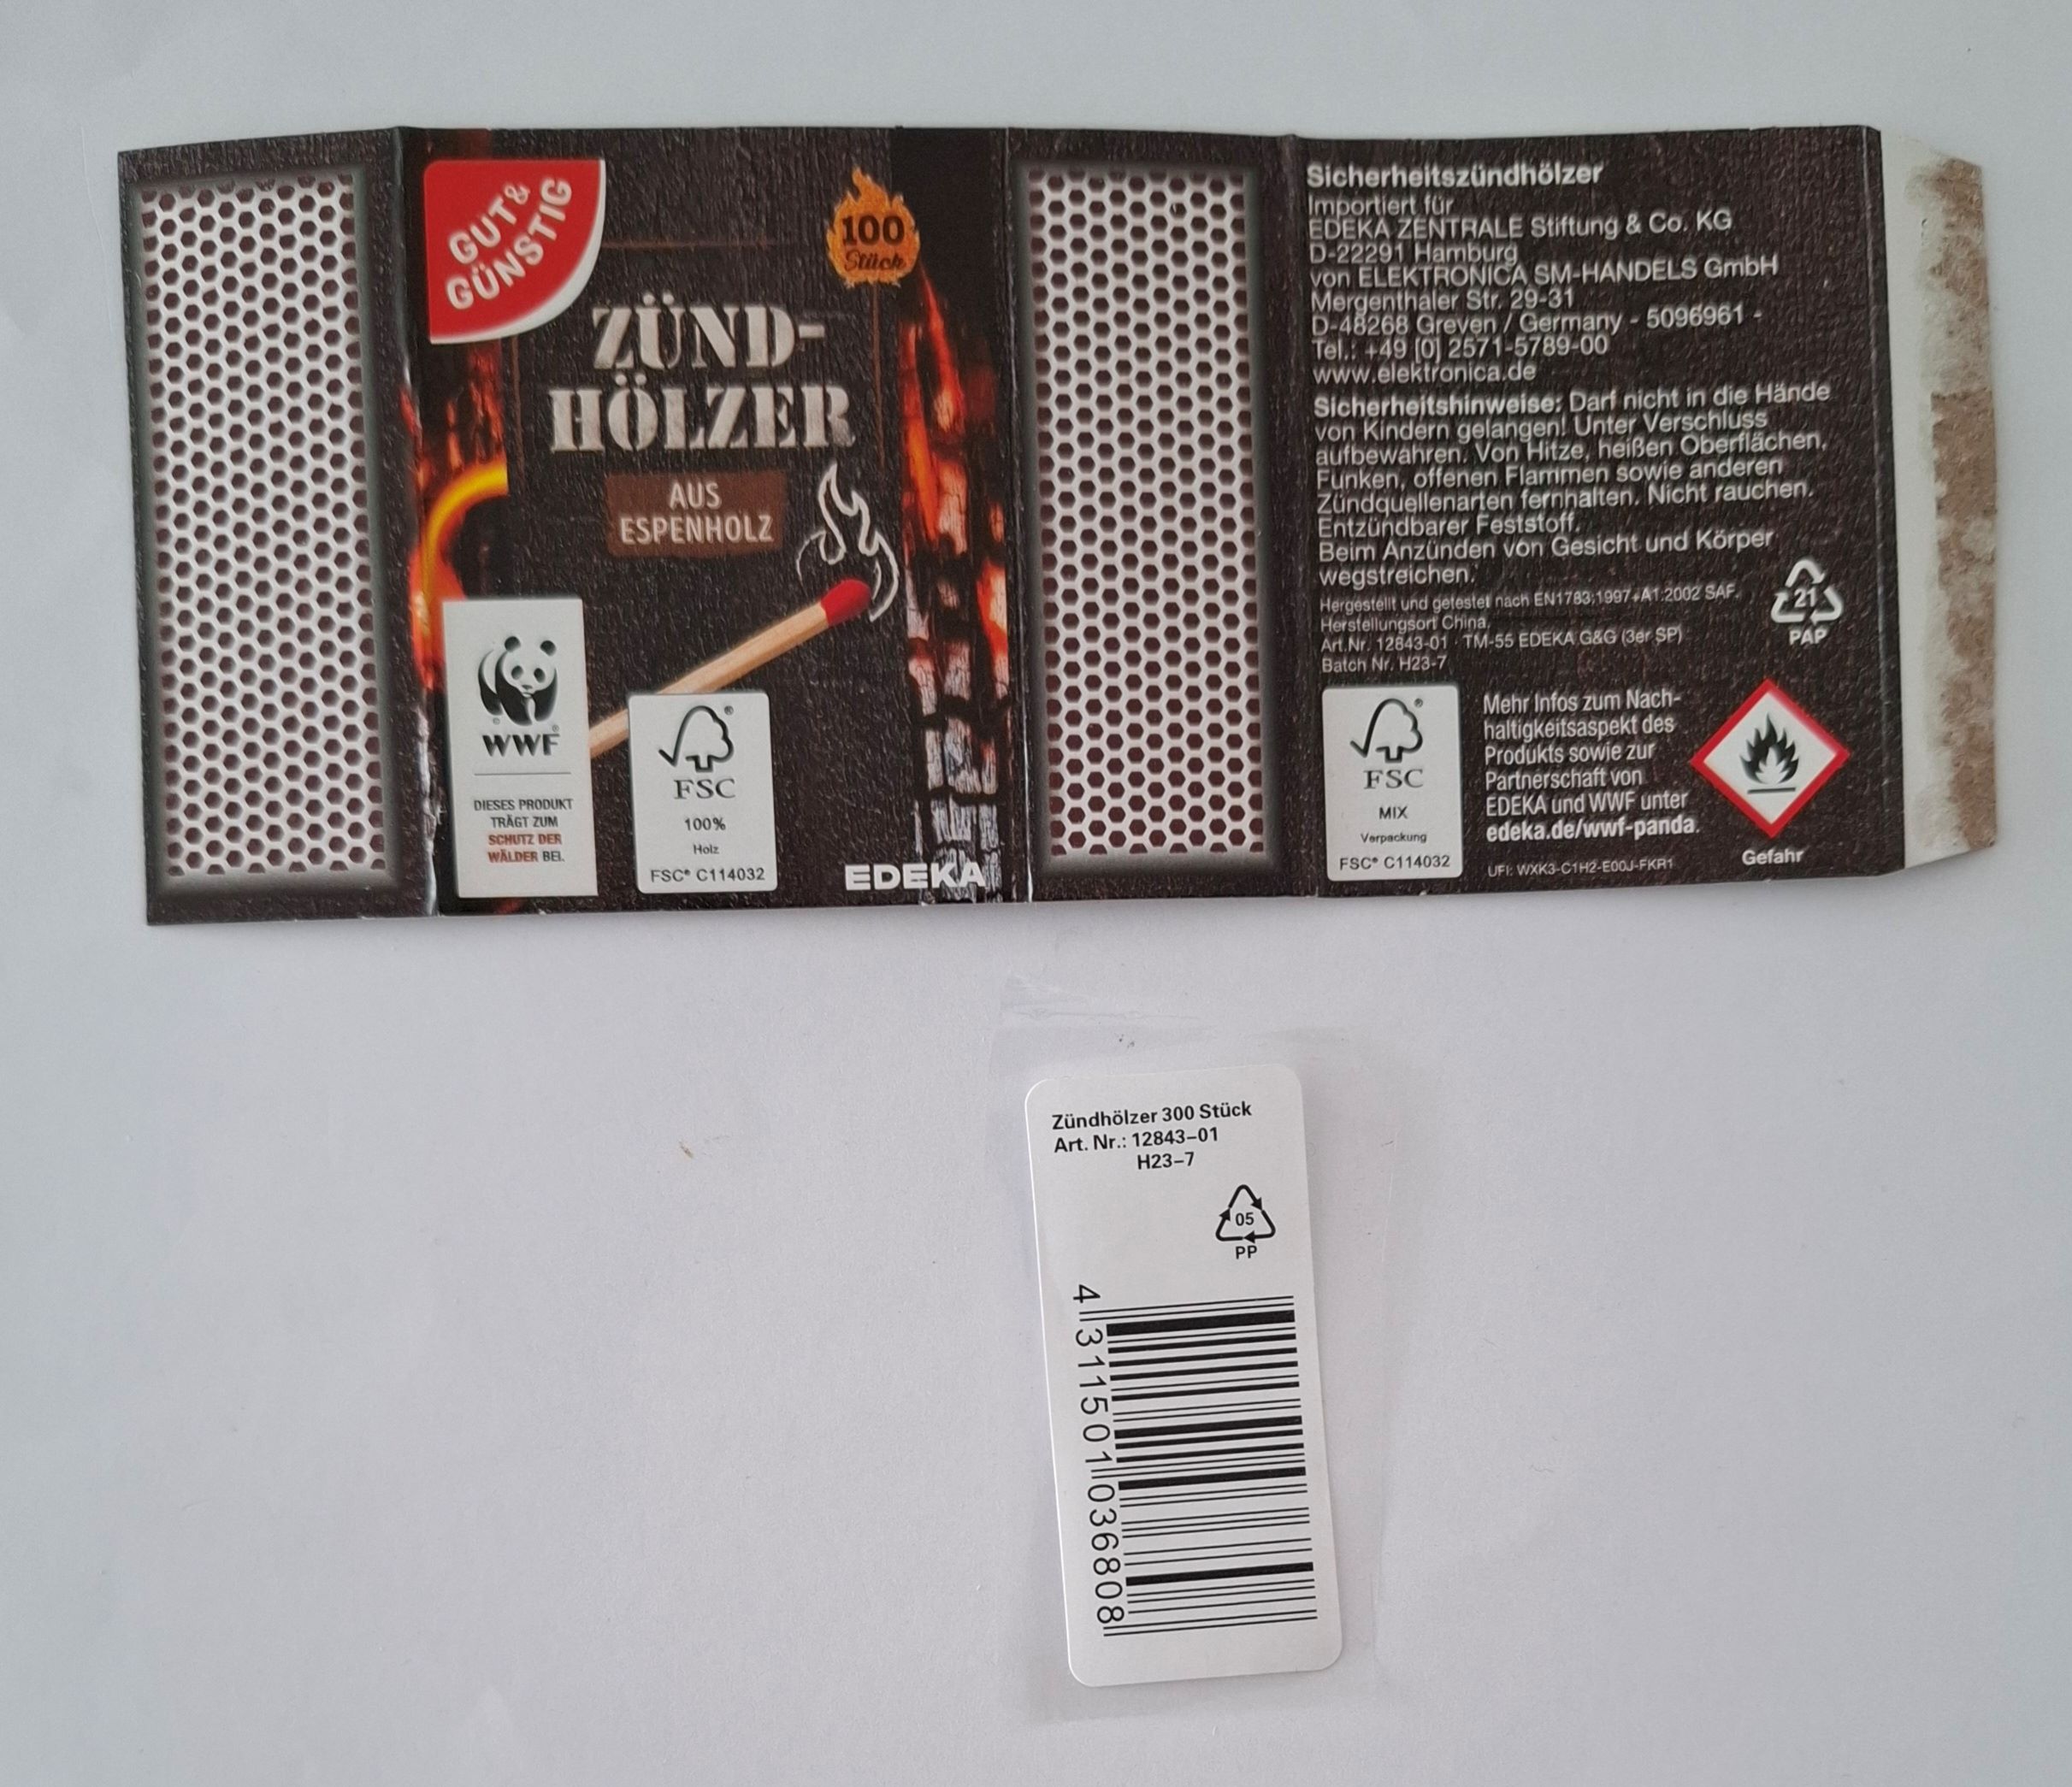 GUT&
GÜNSTIG
100
Stück
ZÜND-
HÖLZER
AUS
ESPENHOLZ
WWF
DIESES PRODUKT
TRÄGT ZUM
SCHUTZ DER
WÄLDER BEI.
FSC
100%
Holz
FSC® C114032
EDEKA
Sicherheitszündhölzer
Importiert für
EDEKA ZENTRALE Stiftung & Co. KG
D-22291 Hamburg
von ELEKTRONICA SM-HANDELS GmbH
Mergenthaler Str. 29-31
D-48268 Greven / Germany - 5096961 -
Tel.: +49 [0] 2571-5789-00
www.elektronica.de
Sicherheitshinweise: Darf nicht in die Hände
von Kindern gelangen! Unter Verschluss
aufbewahren. Von Hitze, heißen Oberflächen,
Funken, offenen Flammen sowie anderen
Zündquellenarten fernhalten. Nicht rauchen.
Entzündbarer Feststoff.
Beim Anzünden von Gesicht und Körper
wegstreichen.
Hergestellt und getestet nach EN1783:1997+A1:2002 SAF.
Herstellungsort China.
Art.Nr. 12843-01 · TM-55 EDEKA G&G (3er SP)
Batch Nr. H23-7
21
PAP
FSC
MIX
Verpackung
FSC® C114032
Mehr Infos zum Nach-
haltigkeitsaspekt des
Produkts sowie zur
Partnerschaft von
EDEKA und WWF unter
edeka.de/wwf-panda.
UFI: WXK3-C1H2-E00J-FKR1
Gefahr
Zündhölzer 300 Stück
Art. Nr.: 12843-01
H23-7
05
PP
4 311501 036808